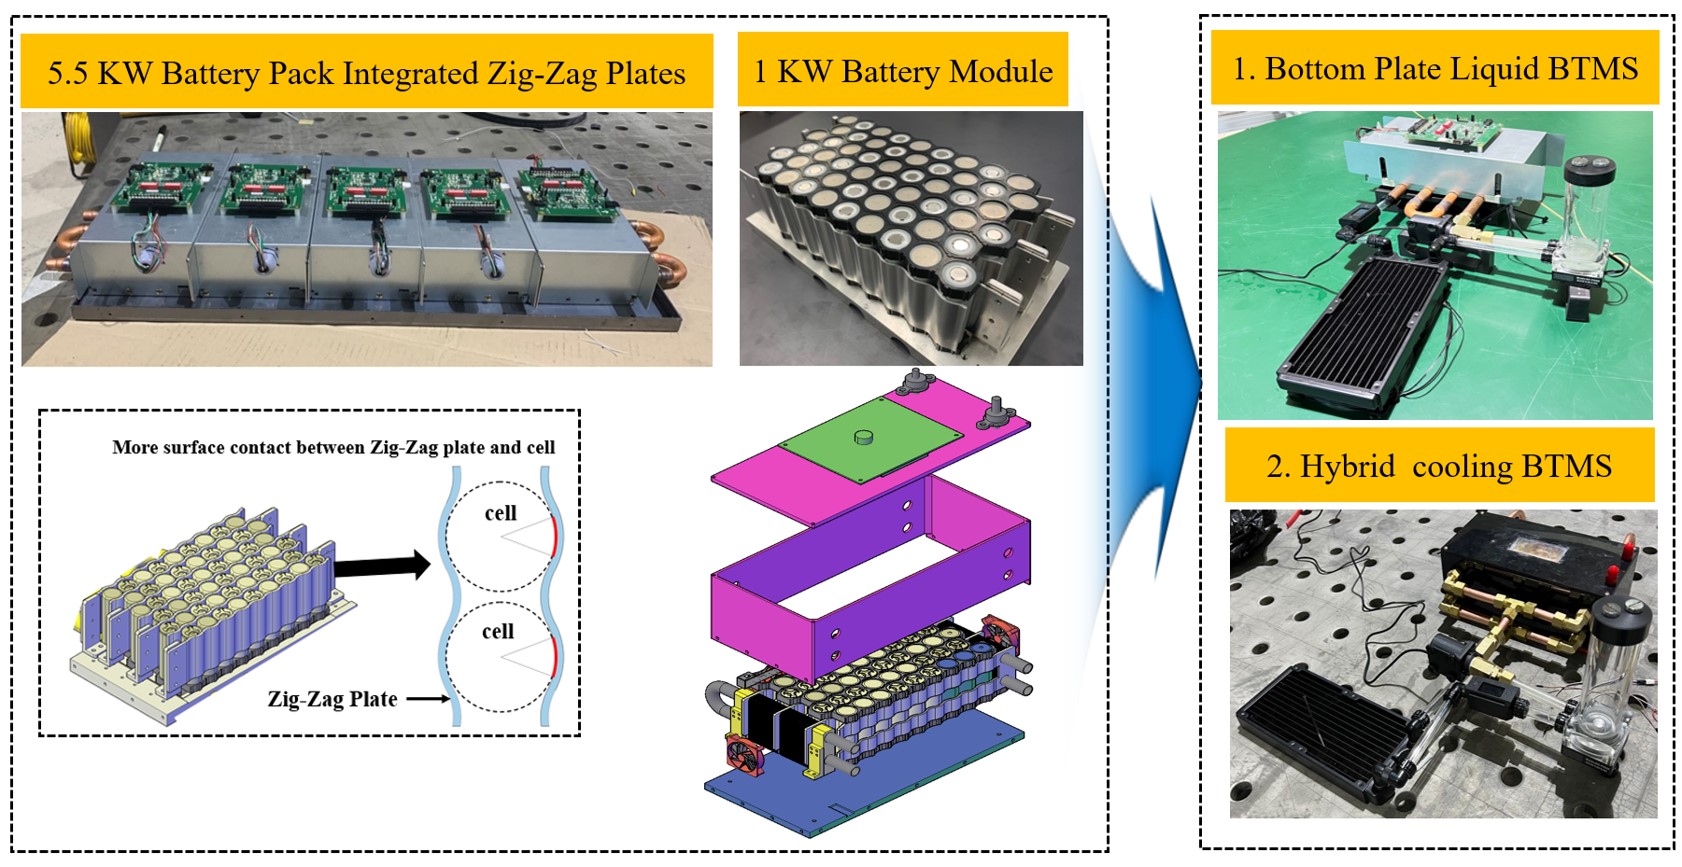 5.5 KW Battery Pack Integrated Zig-Zag Plates
1 KW Battery Module
More surface contact between Zig-Zag plate and cell
cell
cell
Zig-Zag Plate
1. Bottom Plate Liquid BTMS
2. Hybrid cooling BTMS